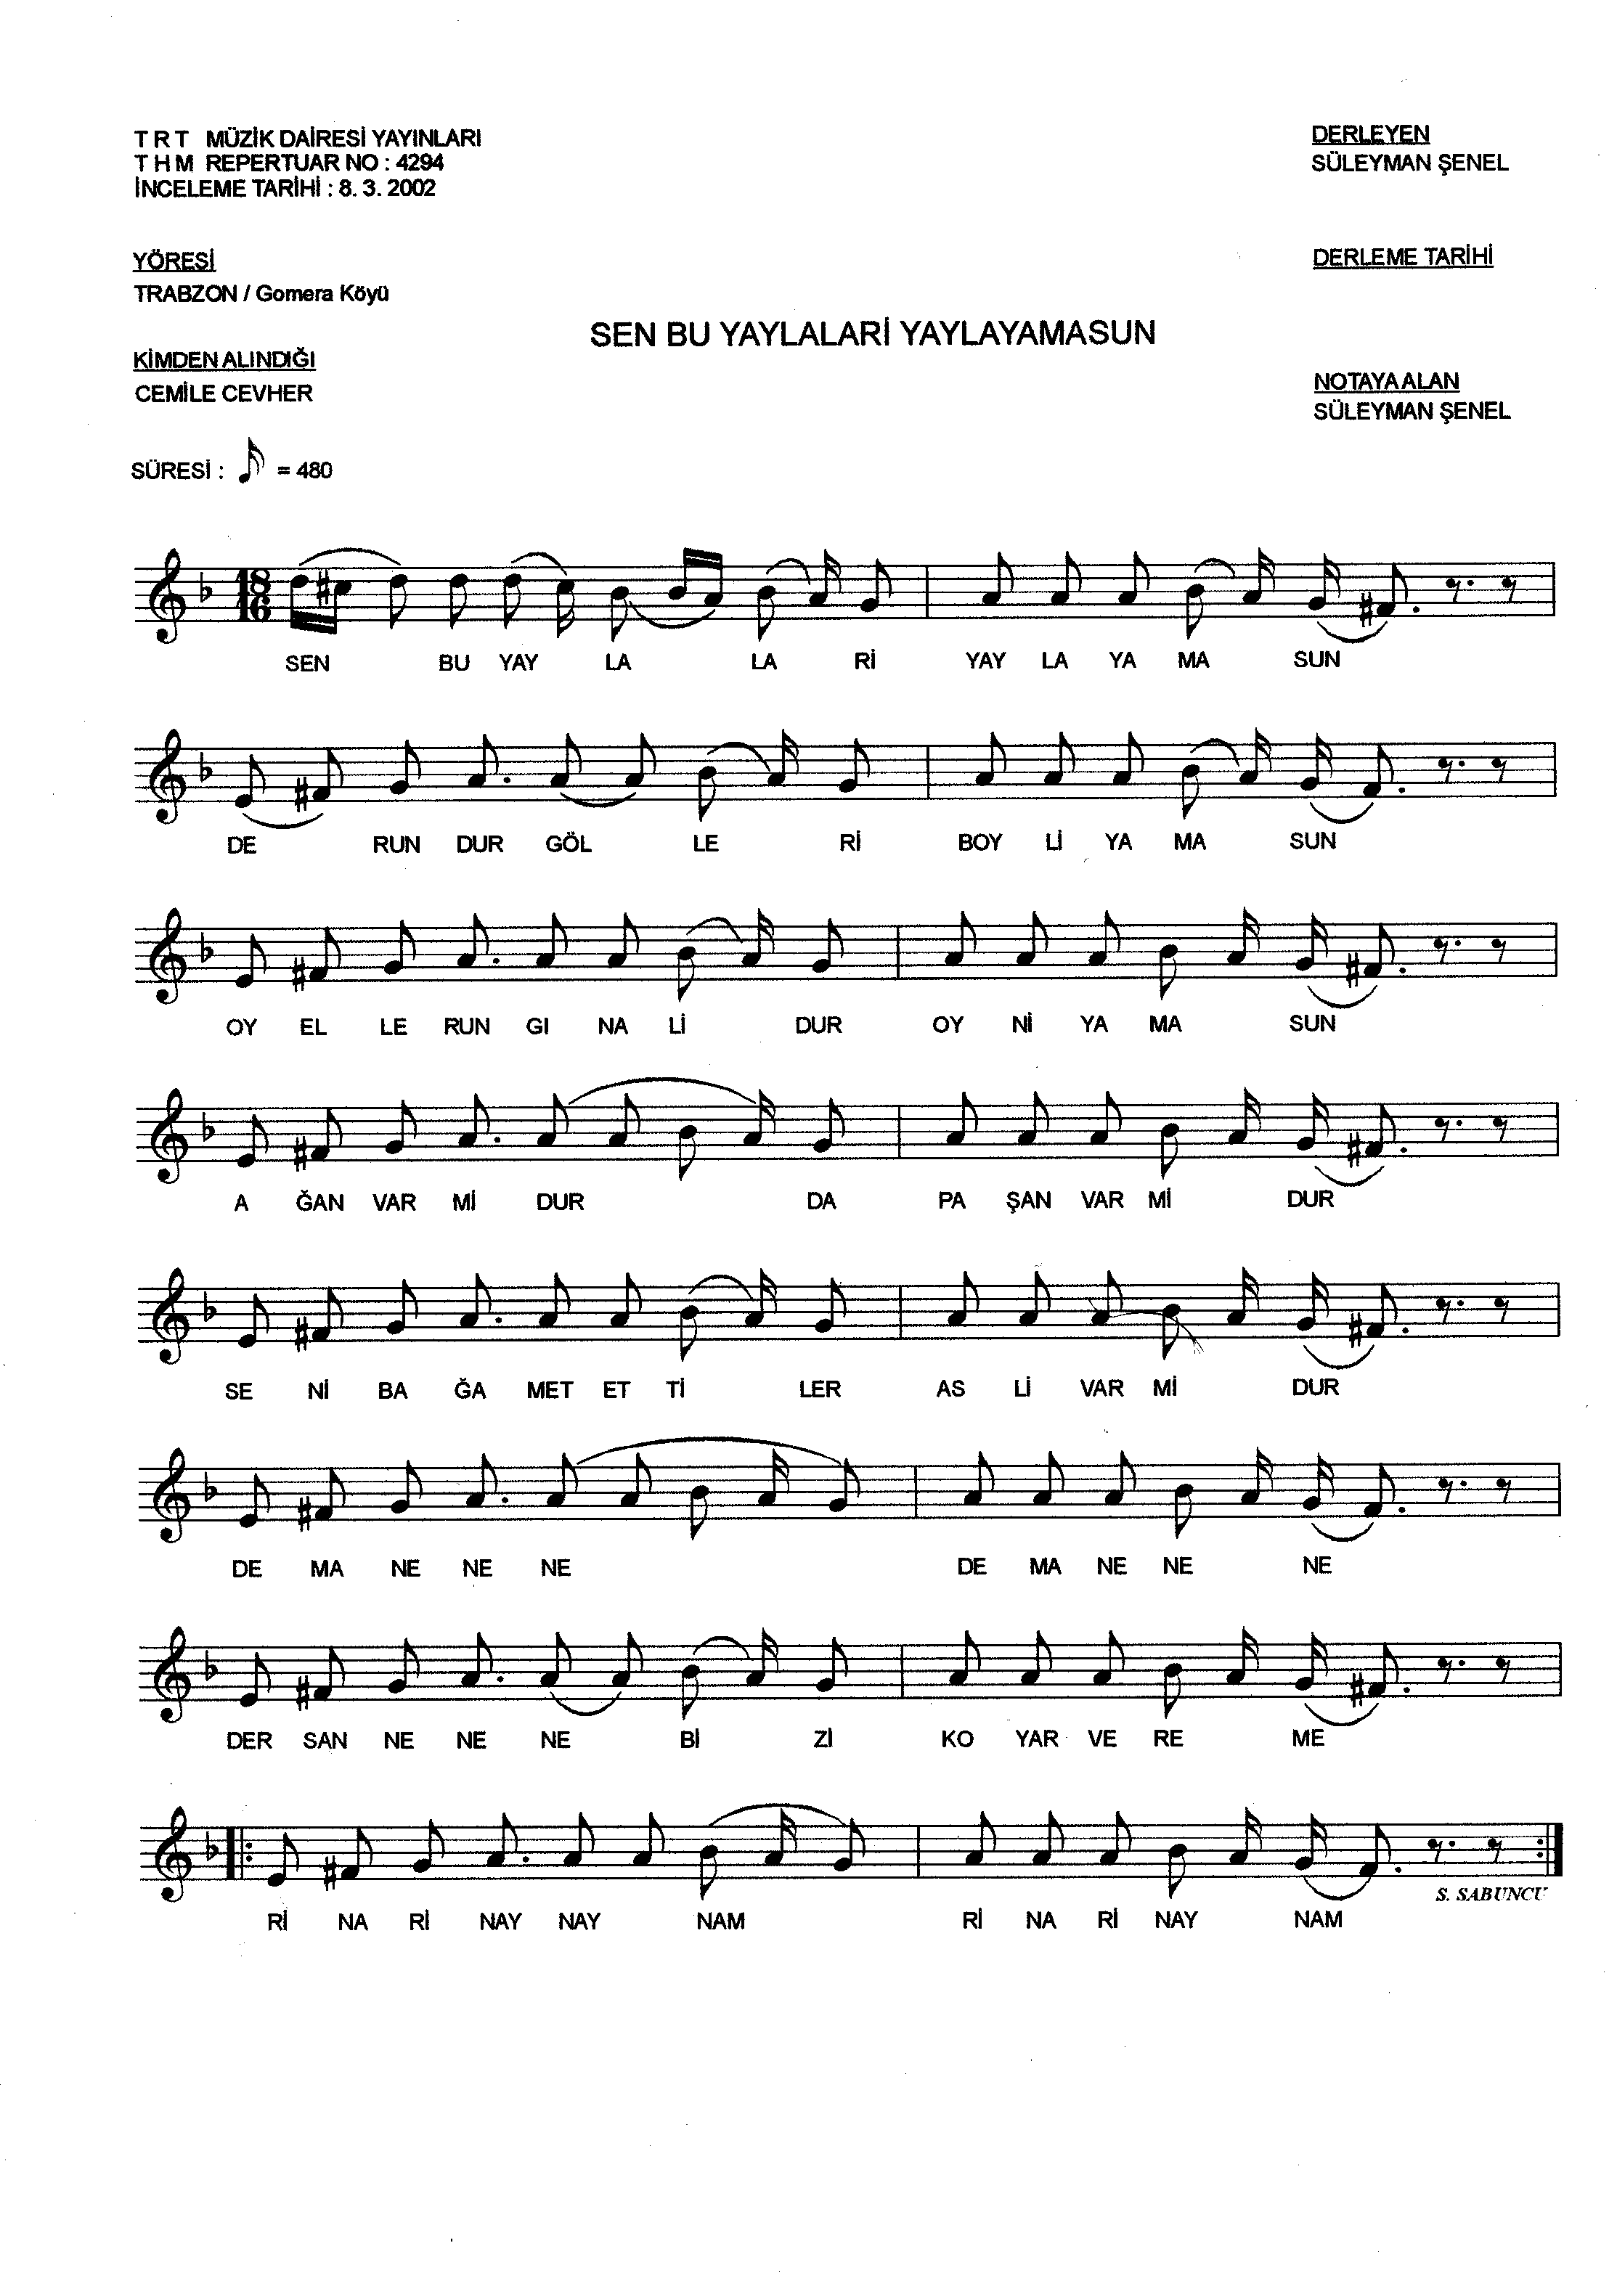 T R T MÜZİK DAİRESİ YAYINLARI
T H M REPERTUAR NO : 4294
İNCELEME TARİHİ : 8. 3. 2002
DERLEYEN
SÜLEYMAN ŞENEL
YÖRESİ
TRABZON / Gomera Köyü
DERLEME TARİHİ
SEN BU YAYLALARİ YAYLAYAMASUN
KİMDEN ALINDIĞI
CEMİLE CEVHER
NOTAYA ALAN
SÜLEYMAN ŞENEL
SÜRESİ : = 480
18
16
SEN BU YAY LA LA Rİ YAY LA YA MA SUN
DE RUN DUR GÖL LE Rİ BOY Lİ YA MA SUN
OY EL LE RUN GI NA Lİ DUR OY Nİ YA MA SUN
A ĞAN VAR Mİ DUR DA PA ŞAN VAR Mİ DUR
SE Nİ BA ĞA MET ET Tİ LER AS Lİ VAR Mİ DUR
DE MA NE NE NE DE MA NE NE NE
DER SAN NE NE NE Bİ Zİ KO YAR VE RE ME
S. SABUNCU
Rİ NA Rİ NAY NAY NAM Rİ NA Rİ NAY NAM